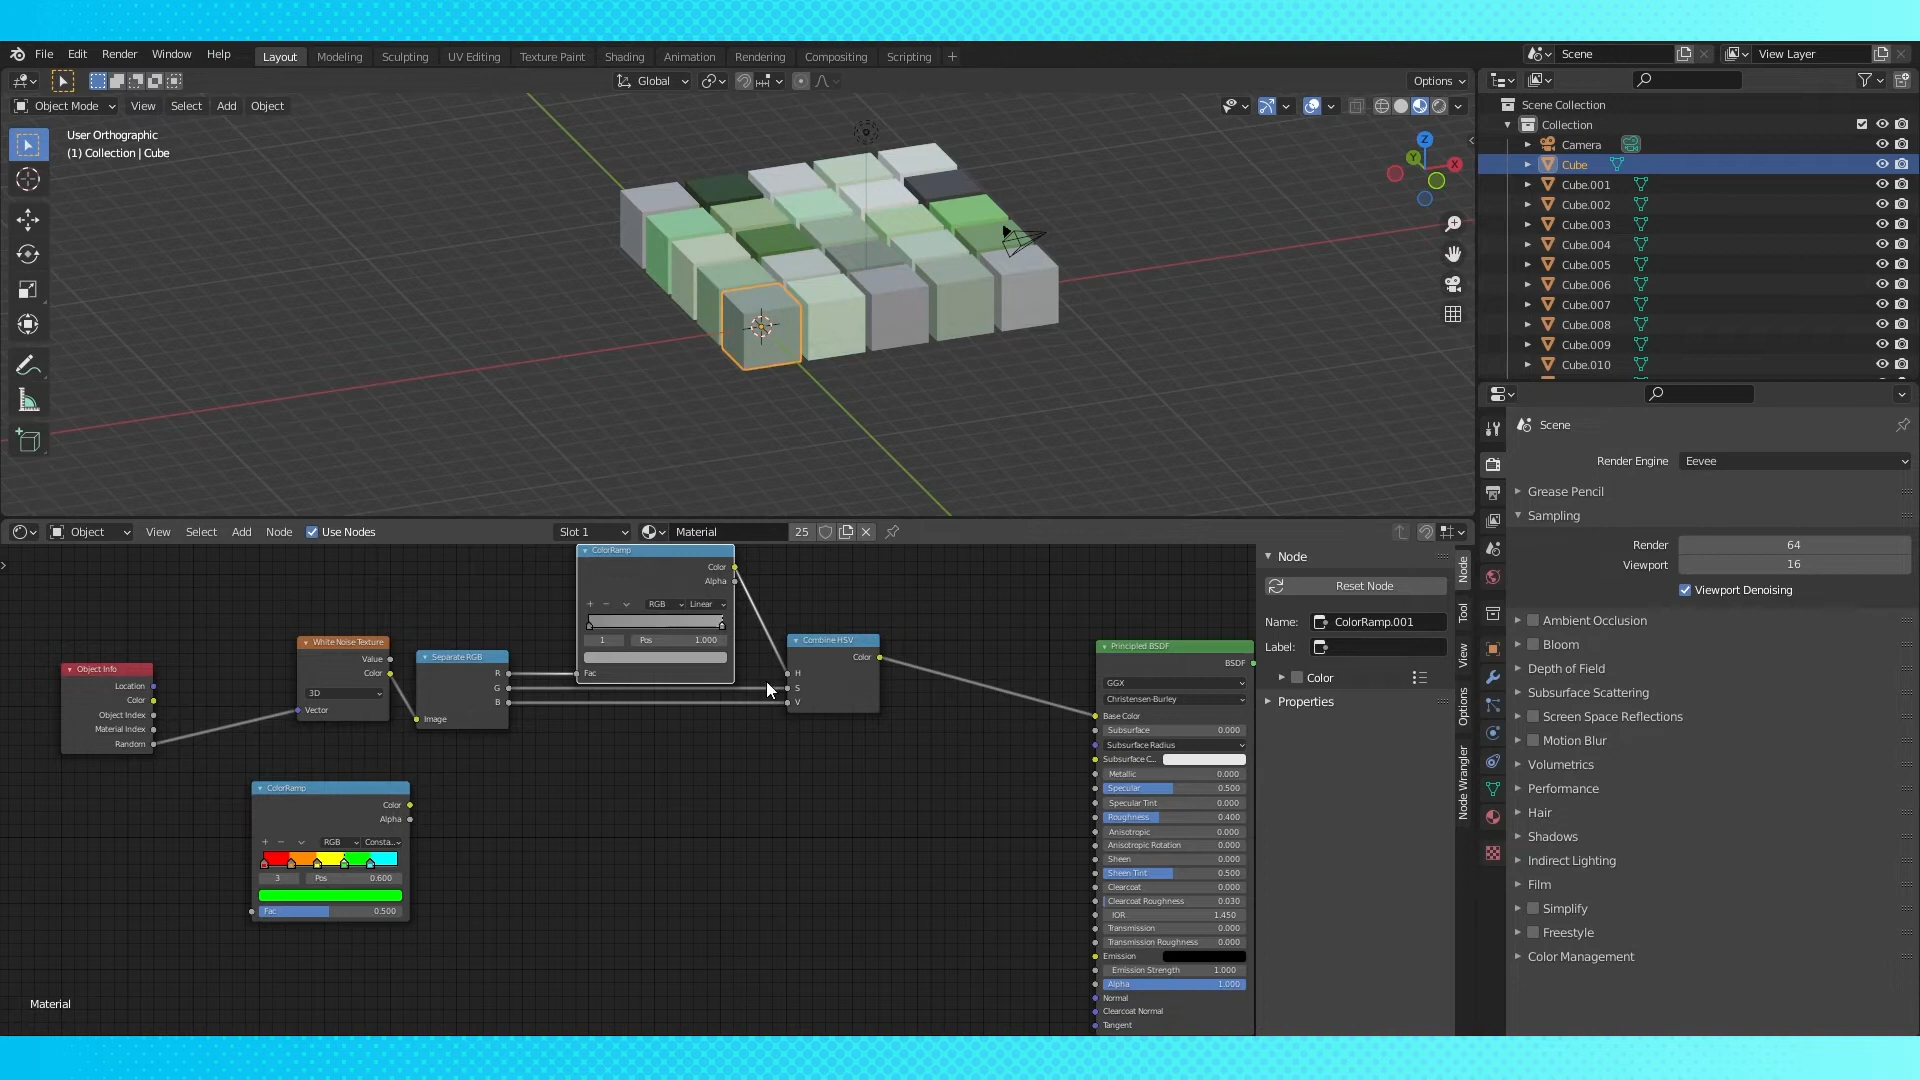 File Edit Render Window Help
Layout Modeling Sculpting UV Editing Texture Paint Shading Animation Rendering Compositing Scripting +
Scene
View Layer
Global
Options
Object Mode View Select Add Object
User Orthographic
(1) Collection | Cube
Z
Y
X
Scene Collection
Collection
Camera
Cube
Cube.001
Cube.002
Cube.003
Cube.004
Cube.005
Cube.006
Cube.007
Cube.008
Cube.009
Cube.010
Scene
Render Engine Eevee
Grease Pencil
Sampling
Render 64
Viewport 16
Viewport Denoising
Ambient Occlusion
Bloom
Depth of Field
Subsurface Scattering
Screen Space Reflections
Motion Blur
Volumetrics
Performance
Hair
Shadows
Indirect Lighting
Film
Simplify
Freestyle
Color Management
Object View Select Add Node Use Nodes
Slot 1
Material 25
Object Info
Location
Color
Object Index
Material Index
Random
White Noise Texture
Value
Color
3D
Vector
Separate RGB
R
G
B
Image
ColorRamp
Color
Alpha
RGB Linear
1 Pos 1.000
Fac
Combine HSV
Color
H
S
V
ColorRamp
Color
Alpha
RGB Consta..
3 Pos 0.600
Fac 0.500
Principled BSDF
BSDF
GGX
Christensen-Burley
Base Color
Subsurface 0.000
Subsurface Radius
Subsurface C..
Metallic 0.000
Specular 0.500
Specular Tint 0.000
Roughness 0.400
Anisotropic 0.000
Anisotropic Rotation 0.000
Sheen 0.000
Sheen Tint 0.500
Clearcoat 0.000
Clearcoat Roughness 0.030
IOR 1.450
Transmission 0.000
Transmission Roughness 0.000
Emission
Emission Strength 1.000
Alpha 1.000
Normal
Clearcoat Normal
Tangent
Node
Reset Node
Name: ColorRamp.001
Label:
Color
Properties
Node
Tool
View
Options
Node Wrangler
Material